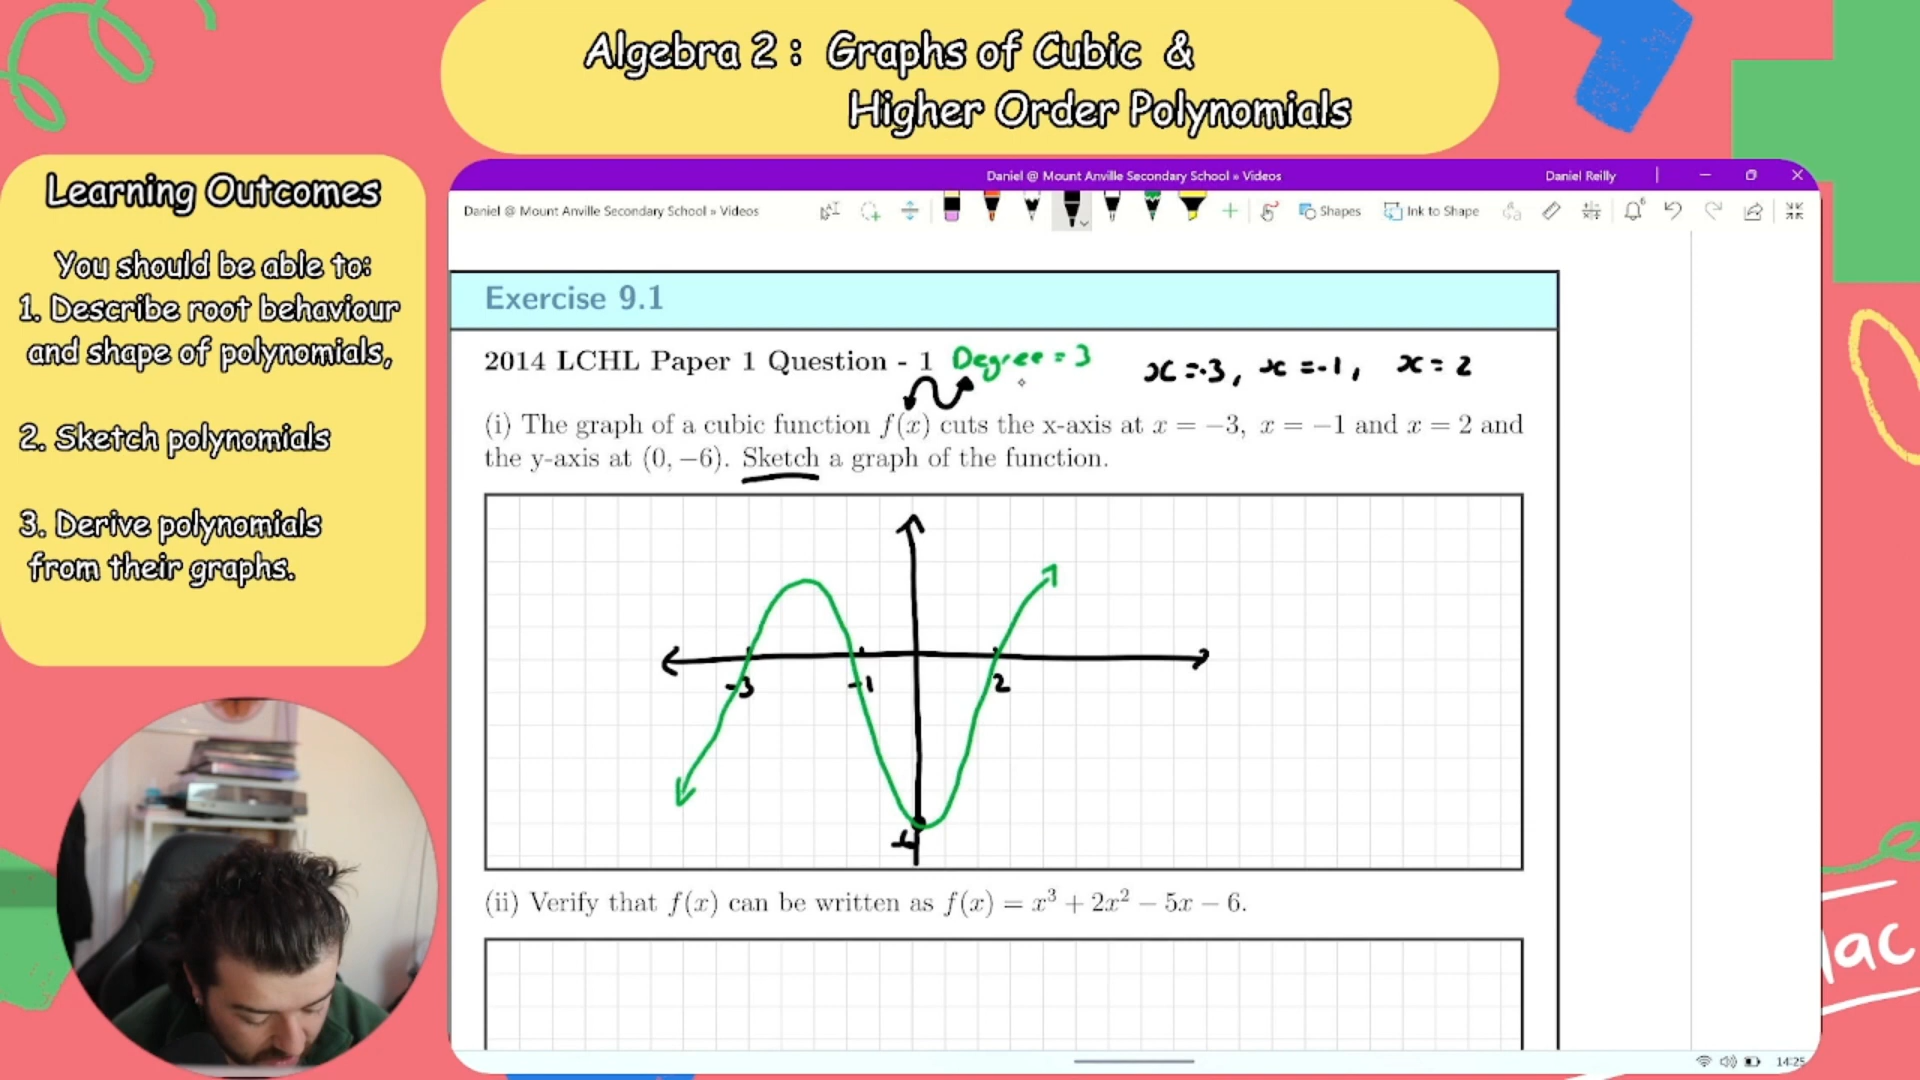 Algebra 2 : Graphs of Cubic &
Higher Order Polynomials
Learning Outcomes
You should be able to:
1. Describe root behaviour
and shape of polynomials,
2. Sketch polynomials
3. Derive polynomials
from their graphs.
Daniel @ Mount Anville Secondary School » Videos
Daniel Reilly
Daniel @ Mount Anville Secondary School » Videos
Shapes
Ink to Shape
Exercise 9.1
2014 LCHL Paper 1 Question - 1 Degree = 3 x = -3, x = -1, x = 2
(i) The graph of a cubic function f(x) cuts the x-axis at x = −3, x = −1 and x = 2 and
the y-axis at (0, −6). Sketch a graph of the function.
-3 -1 2
(ii) Verify that f(x) can be written as f(x) = x³ + 2x² − 5x − 6.
14:25